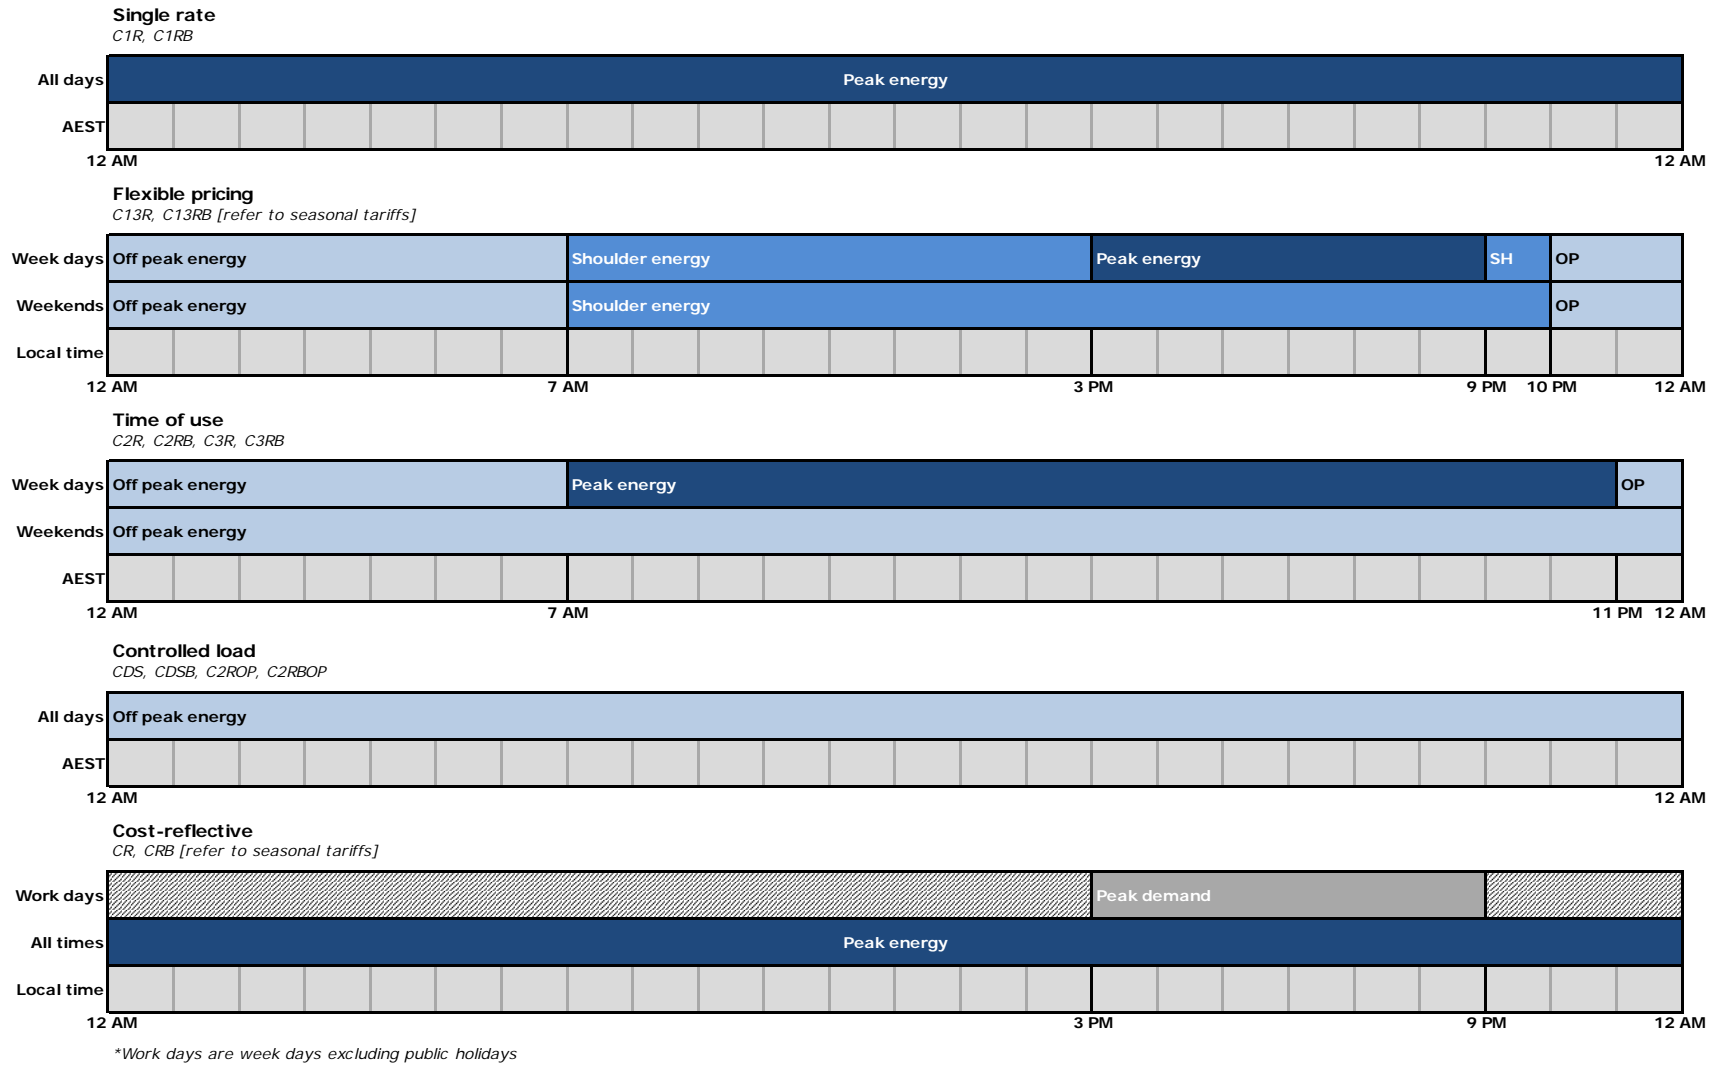 Single rate
C1R, C1RB
All days Peak energy
AEST
12 AM 12 AM
Flexible pricing
C13R, C13RB [refer to seasonal tariffs]
Week days Off peak energy Shoulder energy Peak energy SH OP
Weekends Off peak energy Shoulder energy OP
Local time
12 AM 7 AM 3 PM 9 PM 10 PM 12 AM
Time of use
C2R, C2RB, C3R, C3RB
Week days Off peak energy Peak energy OP
Weekends Off peak energy
AEST
12 AM 7 AM 11 PM 12 AM
Controlled load
CDS, CDSB, C2ROP, C2RBOP
All days Off peak energy
AEST
12 AM 12 AM
Cost-reflective
CR, CRB [refer to seasonal tariffs]
Work days Peak demand
All times Peak energy
Local time
12 AM 3 PM 9 PM 12 AM
*Work days are week days excluding public holidays